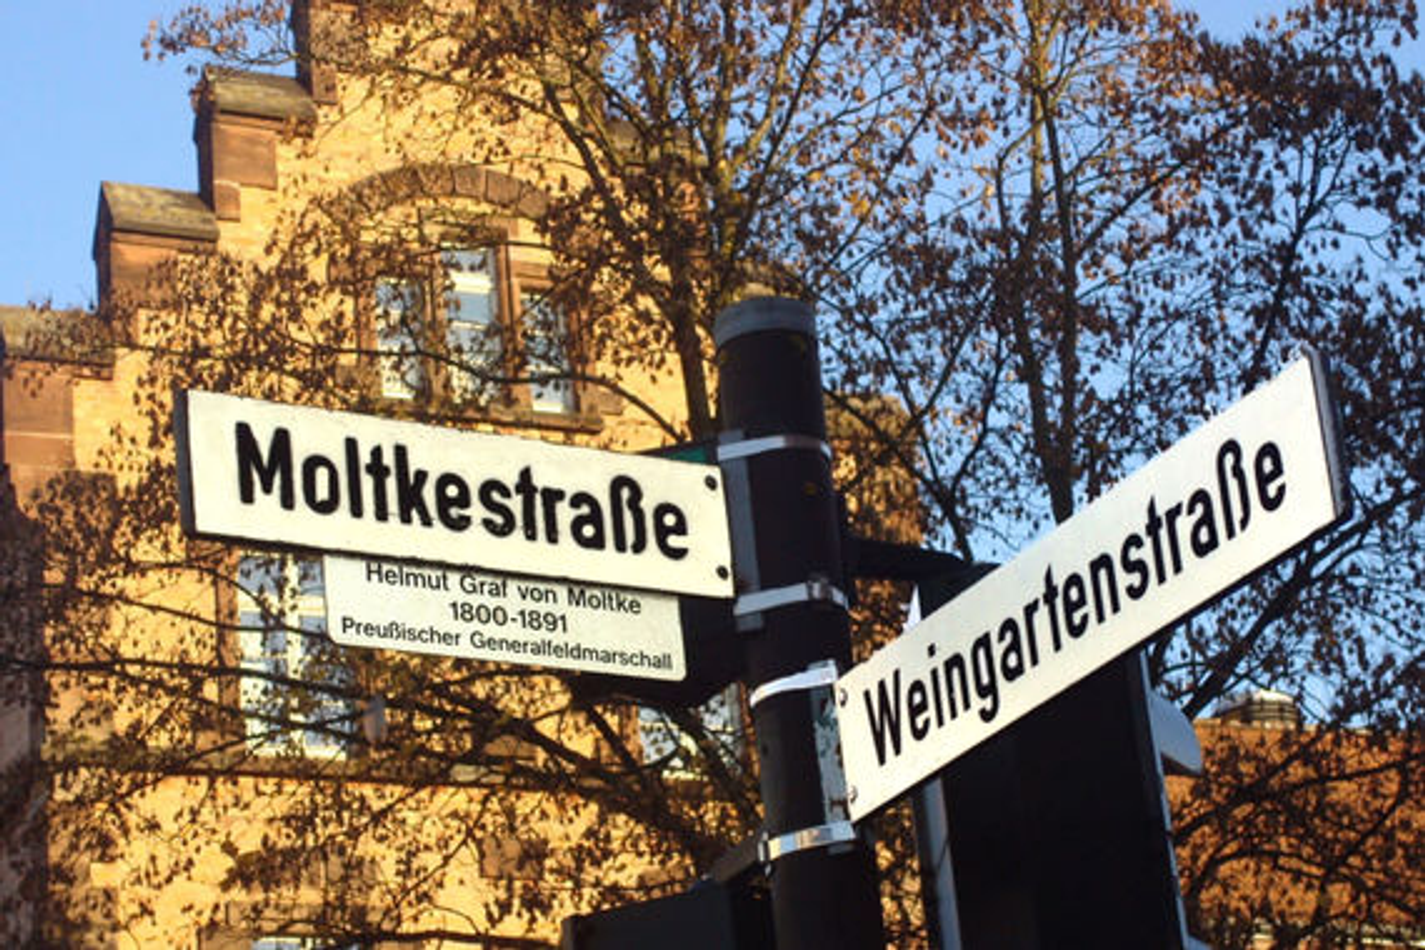 Moltkestraße
Helmut Graf von Moltke
1800-1891
Preußischer Generalfeldmarschall
Weingartenstraße